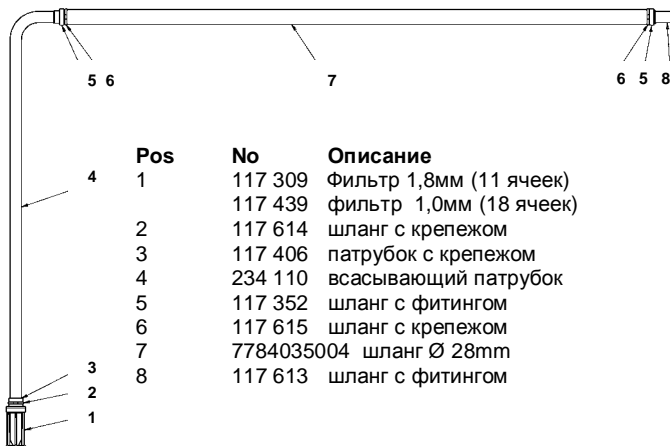 5 6 7 6 5 8
Pos No Описание
4 1 117 309 Фильтр 1,8мм (11 ячеек)
117 439 фильтр 1,0мм (18 ячеек)
2 117 614 шланг с крепежом
3 117 406 патрубок с крепежом
4 234 110 всасывающий патрубок
5 117 352 шланг с фитингом
6 117 615 шланг с крепежом
7 7784035004 шланг Ø 28mm
8 117 613 шланг с фитингом
3
2
1